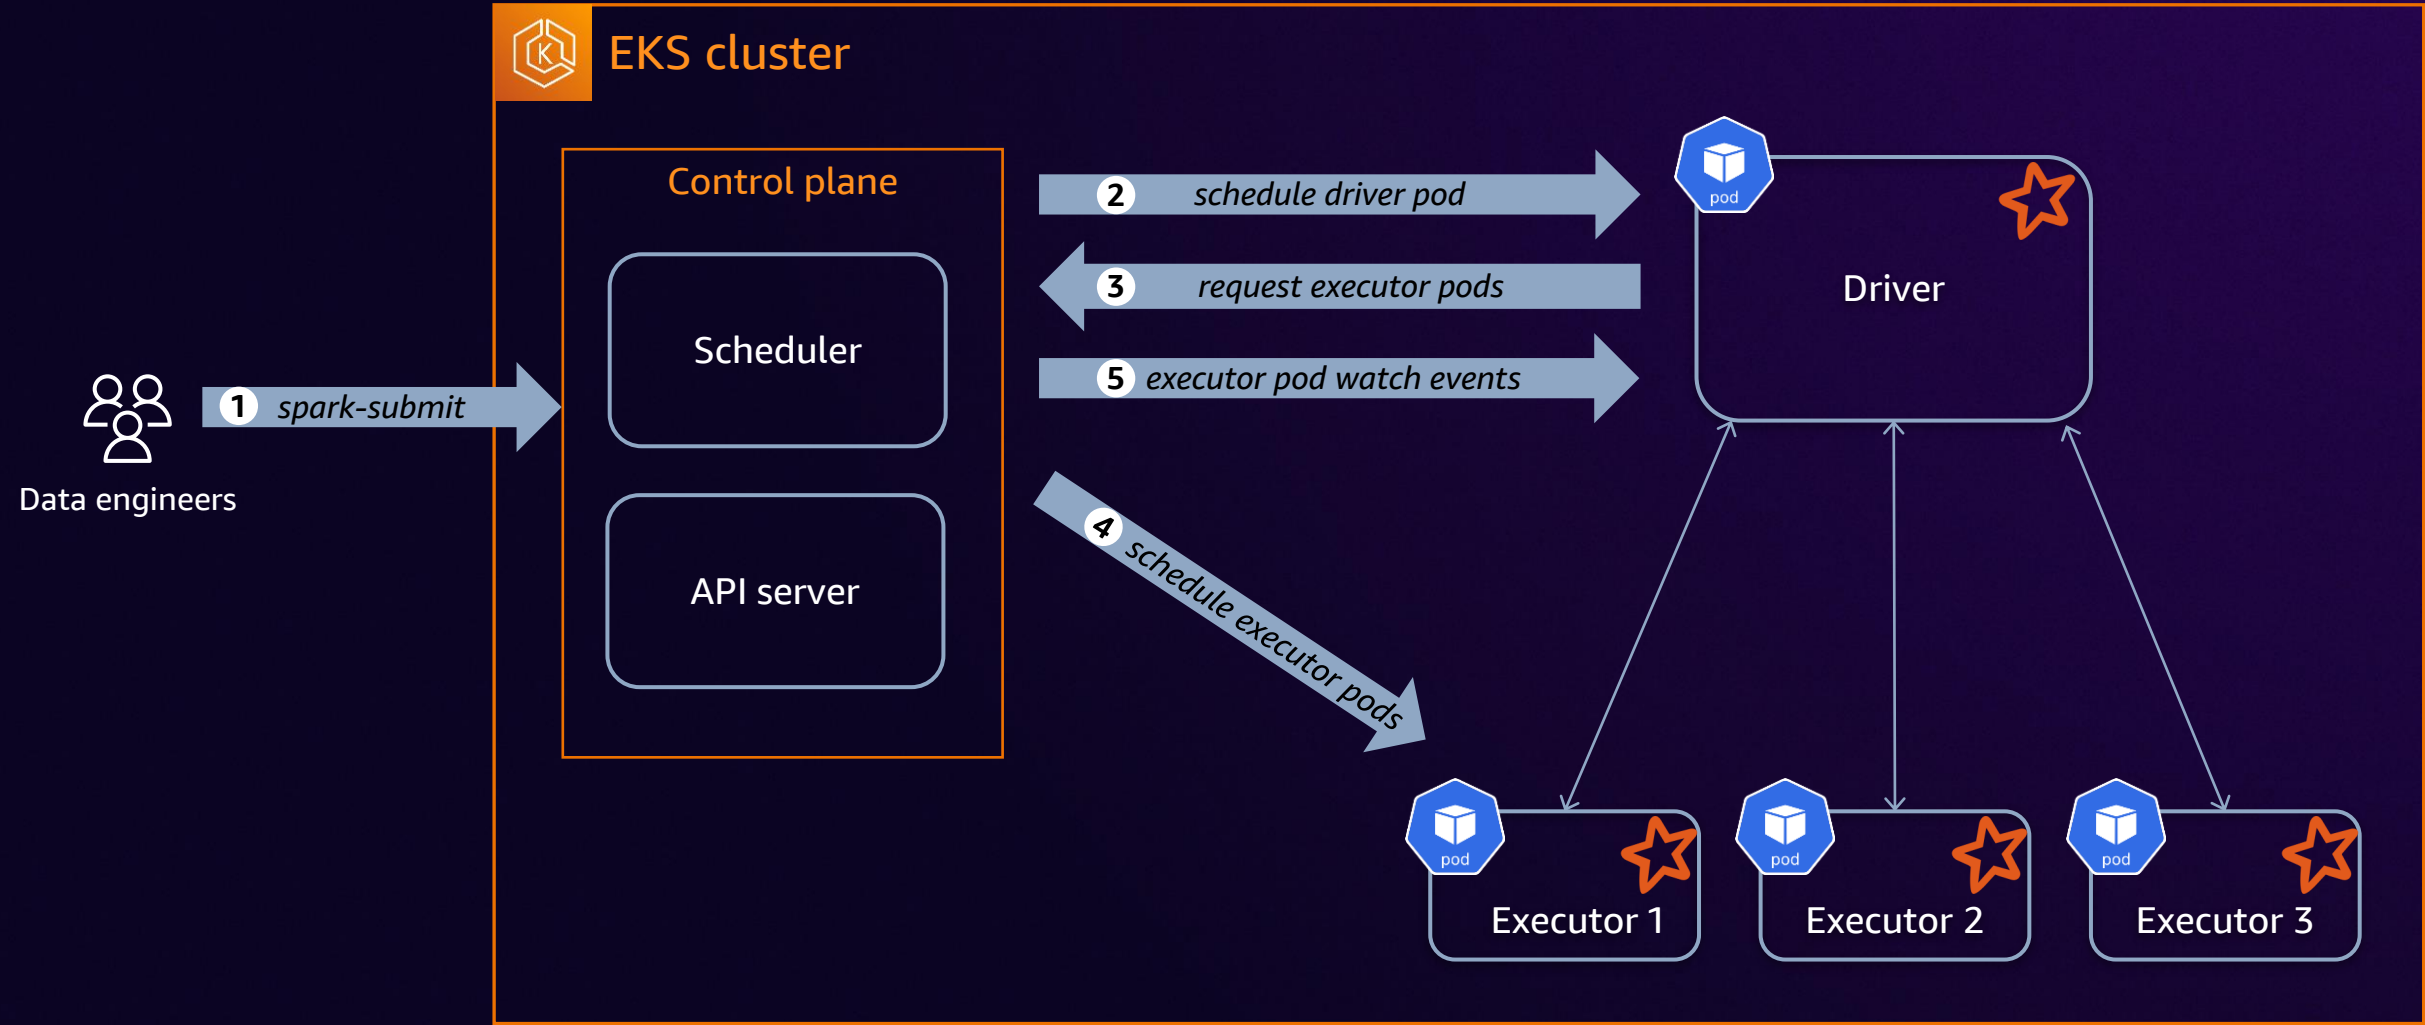 K
EKS cluster
Control plane
Scheduler
API server
Data engineers
1 spark-submit
2 schedule driver pod
3 request executor pods
5 executor pod watch events
4 schedule executor pods
pod
Driver
pod
Executor 1
pod
Executor 2
pod
Executor 3